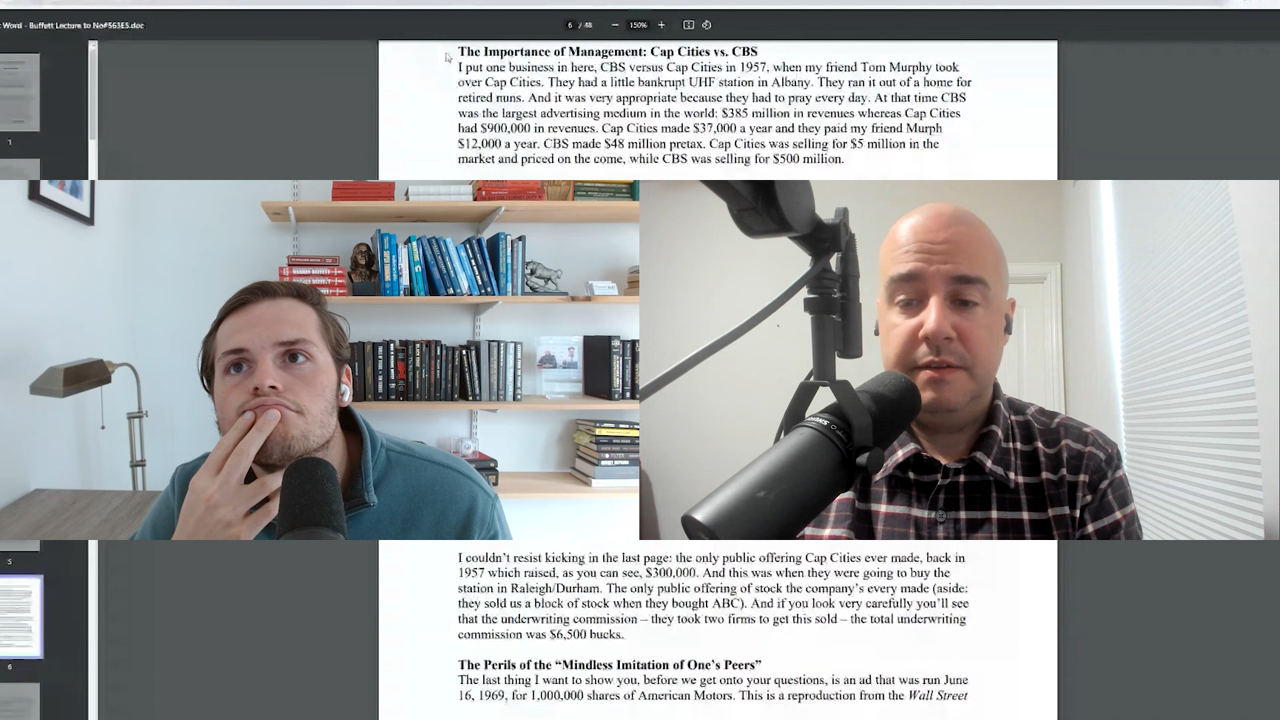 Word - Buffett Lecture to No#563E5.doc
6 / 48
150%
1
The Importance of Management: Cap Cities vs. CBS
I put one business in here, CBS versus Cap Cities in 1957, when my friend Tom Murphy took
over Cap Cities. They had a little bankrupt UHF station in Albany. They ran it out of a home for
retired nuns. And it was very appropriate because they had to pray every day. At that time CBS
was the largest advertising medium in the world: $385 million in revenues whereas Cap Cities
had $900,000 in revenues. Cap Cities made $37,000 a year and they paid my friend Murph
$12,000 a year. CBS made $48 million pretax. Cap Cities was selling for $5 million in the
market and priced on the come, while CBS was selling for $500 million.
5
6
I couldn't resist kicking in the last page: the only public offering Cap Cities ever made, back in
1957 which raised, as you can see, $300,000. And this was when they were going to buy the
station in Raleigh/Durham. The only public offering of stock the company's every made (aside:
they sold us a block of stock when they bought ABC). And if you look very carefully you'll see
that the underwriting commission – they took two firms to get this sold – the total underwriting
commission was $6,500 bucks.
The Perils of the “Mindless Imitation of One's Peers”
The last thing I want to show you, before we get onto your questions, is an ad that was run June
16, 1969, for 1,000,000 shares of American Motors. This is a reproduction from the Wall Street